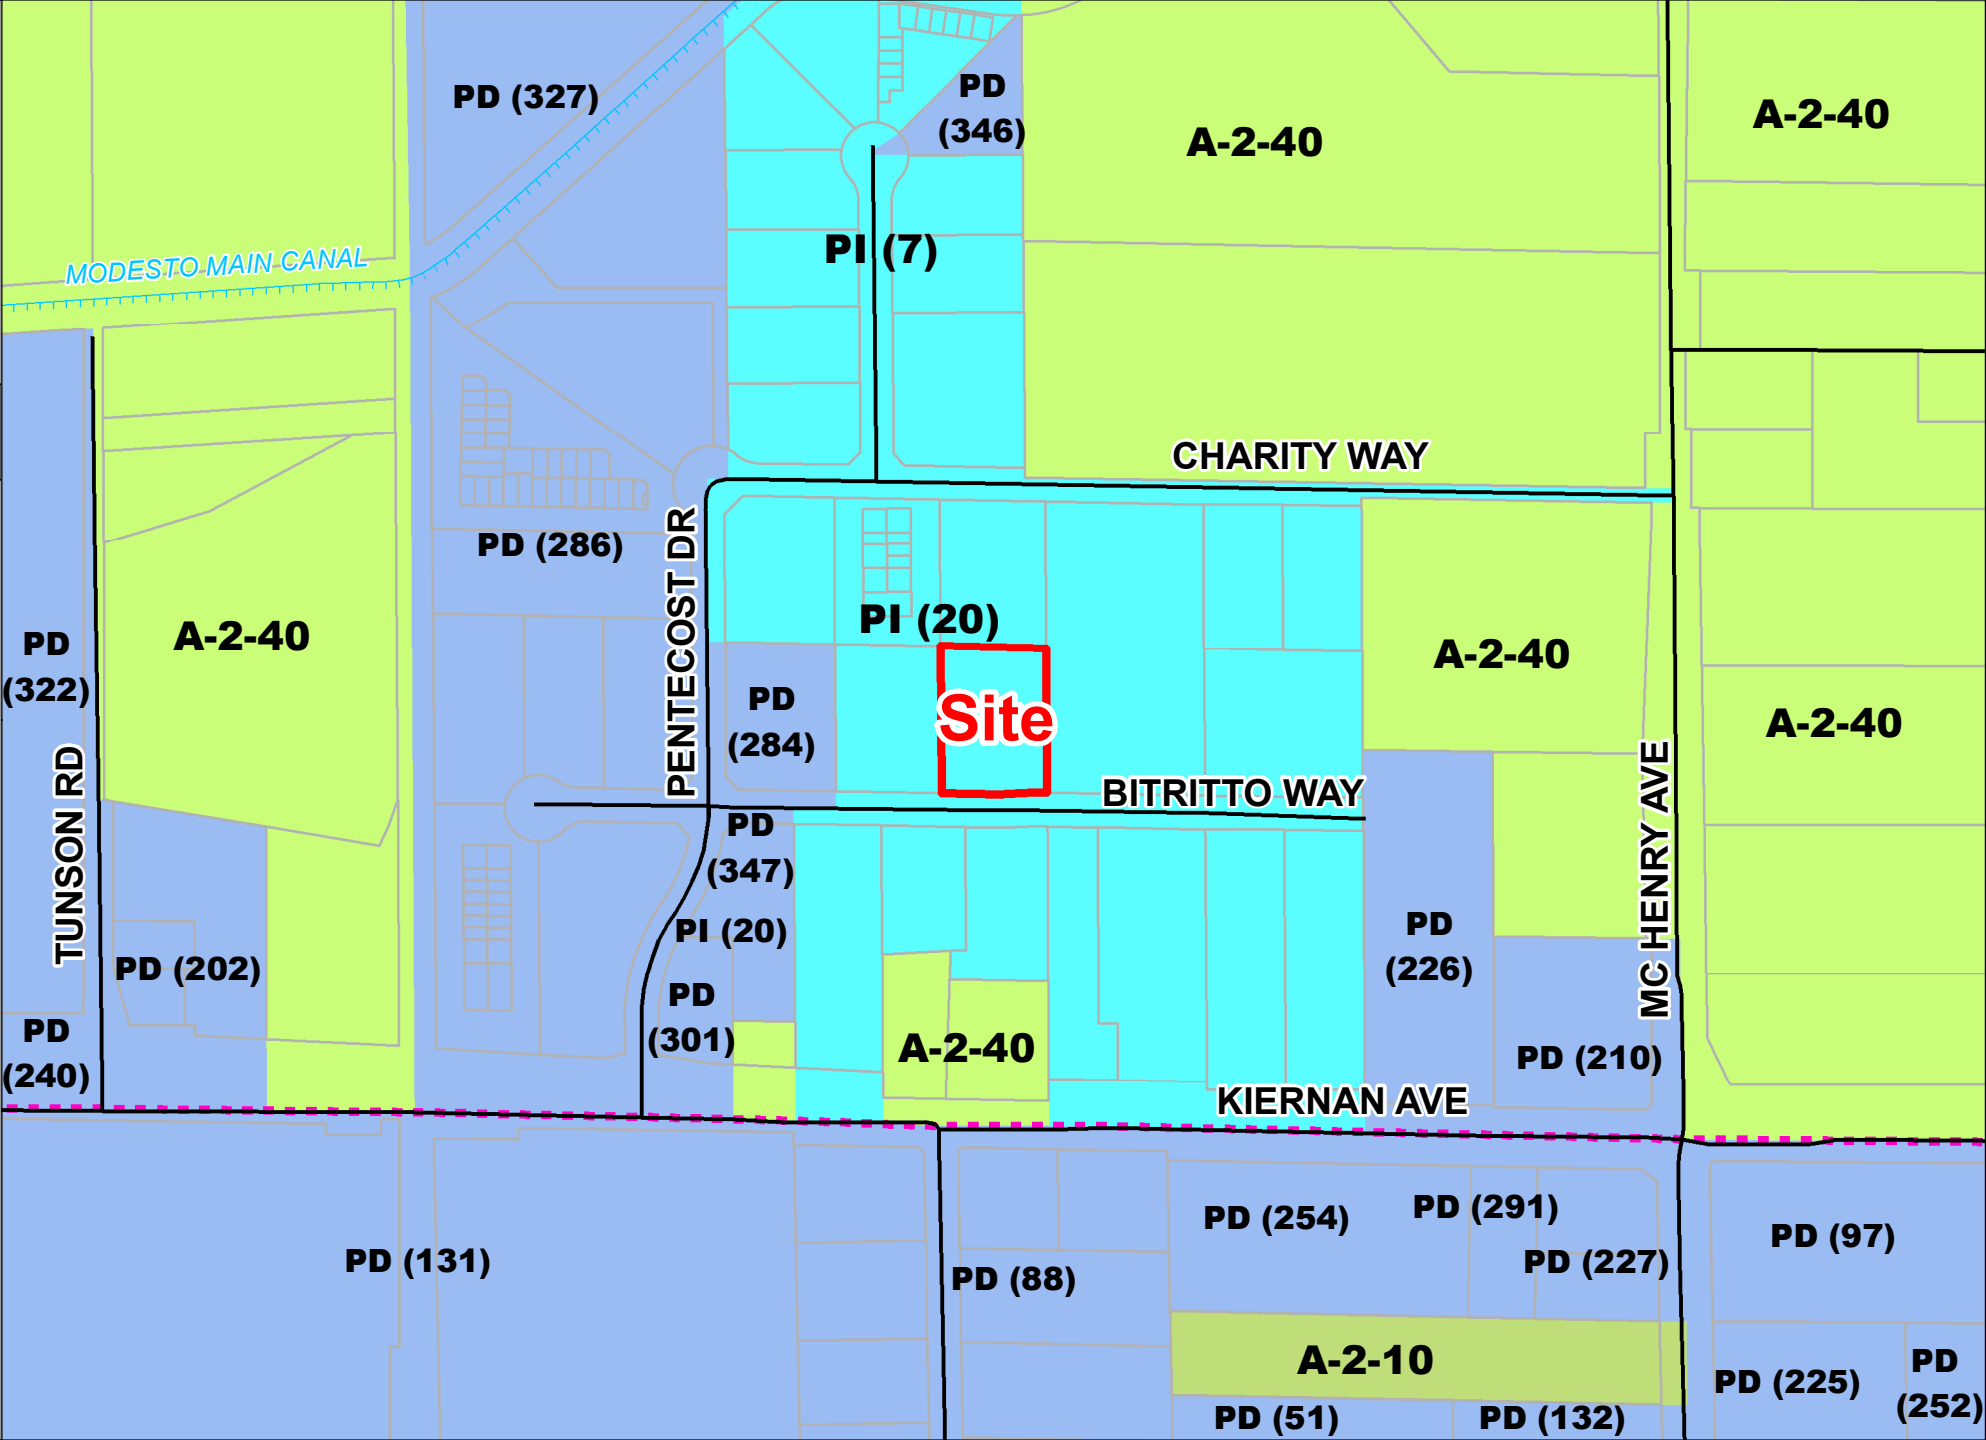 PD (327)
PD
(346)
A-2-40
A-2-40
MODESTO MAIN CANAL
PI (7)
CHARITY WAY
PD (286)
PENTECOST DR
PI (20)
PD
(322)
A-2-40
A-2-40
PD
(284)
Site
A-2-40
TUNSON RD
BITRITTO WAY
MC HENRY AVE
PD
(347)
PI (20)
PD
(226)
PD (202)
PD
(301)
PD
(240)
A-2-40
PD (210)
KIERNAN AVE
PD (254)
PD (291)
PD (97)
PD (131)
PD (227)
PD (88)
A-2-10
PD (225)
PD
(252)
PD (51)
PD (132)